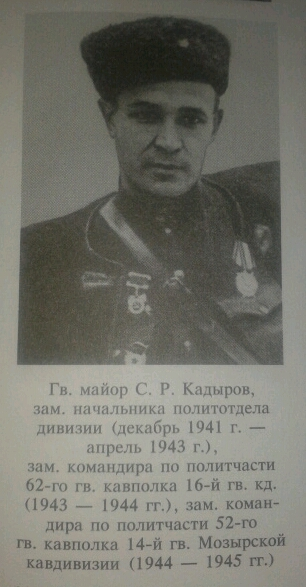 Гв. майор С. Р. Кадыров,
зам. начальника политотдела
дивизии (декабрь 1941 г. —
апрель 1943 г.),
зам. командира по политчасти
62-го гв. кавполка 16-й гв. кд.
(1943 — 1944 гг.), зам. коман-
дира по политчасти 52-го
гв. кавполка 14-й гв. Мозырской
кавдивизии (1944 — 1945 гг.)